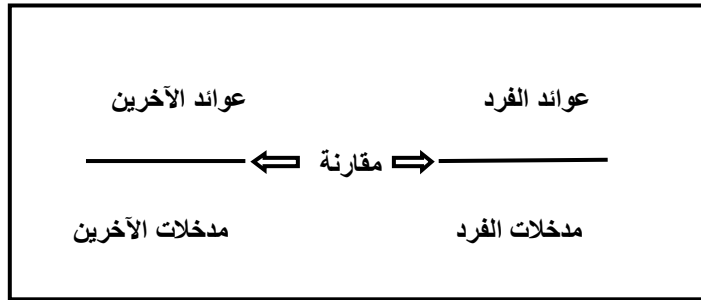 عوائد الفرد عوائد الآخرين
مقارنة
مدخلات الفرد مدخلات الآخرين